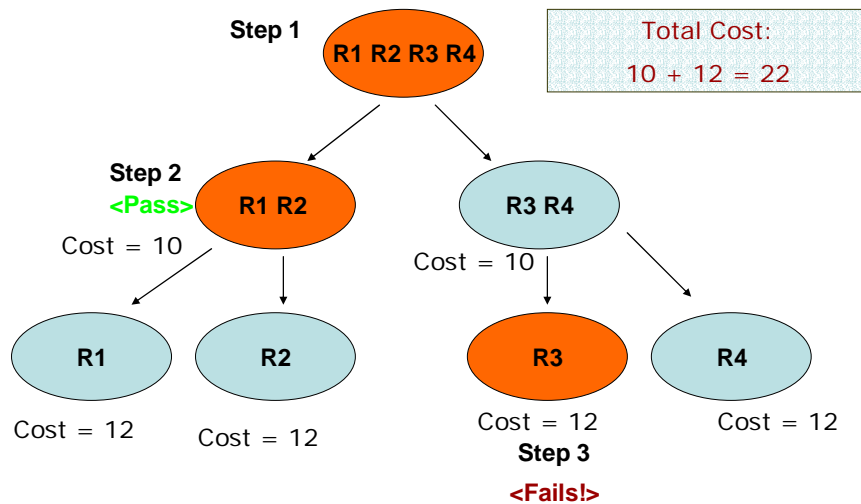 Step 1
R1 R2 R3 R4
Total Cost:
10 + 12 = 22
Step 2
<Pass>
R1 R2
R3 R4
Cost = 10
Cost = 10
R1
R2
R3
R4
Cost = 12
Cost = 12
Cost = 12
Cost = 12
Step 3
<Fails!>